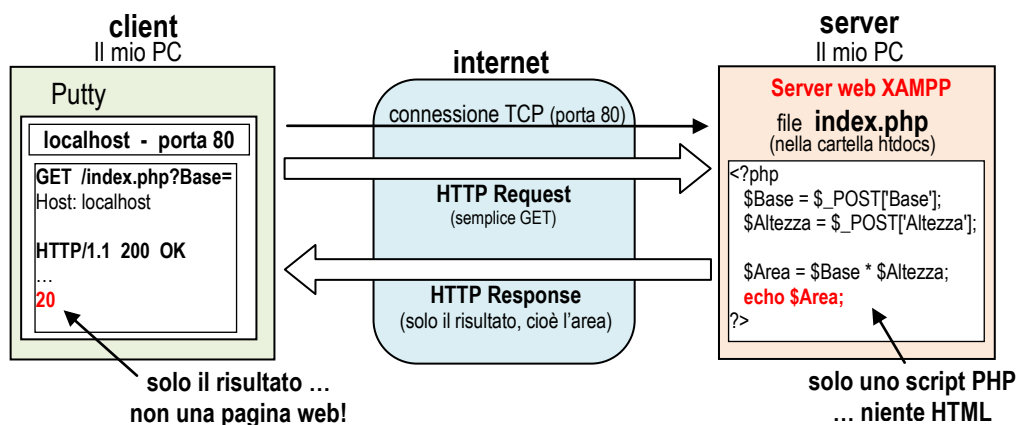 client
Il mio PC
Putty
localhost - porta 80
GET /index.php?Base=
Host: localhost
HTTP/1.1 200 OK
…
20
solo il risultato …
non una pagina web!
internet
connessione TCP (porta 80)
HTTP Request
(semplice GET)
HTTP Response
(solo il risultato, cioè l'area)
server
Il mio PC
Server web XAMPP
file index.php
(nella cartella htdocs)
<?php
$Base = $_POST['Base'];
$Altezza = $_POST['Altezza'];
$Area = $Base * $Altezza;
echo $Area;
?>
solo uno script PHP
… niente HTML